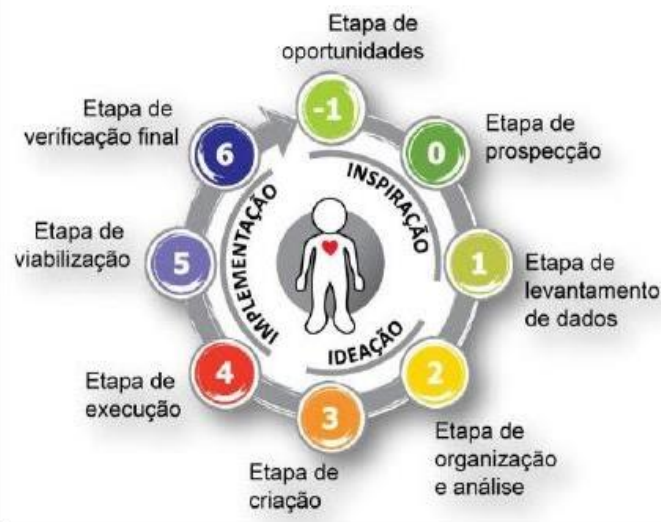 Etapa de
oportunidades
-1
Etapa de
prospecção
0
Etapa de
levantamento
de dados
1
Etapa de
organização
e análise
2
Etapa de
criação
3
Etapa de
execução
4
Etapa de
viabilização
5
Etapa de
verificação final
6
INSPIRAÇÃO
IDEAÇÃO
IMPLEMENTAÇÃO